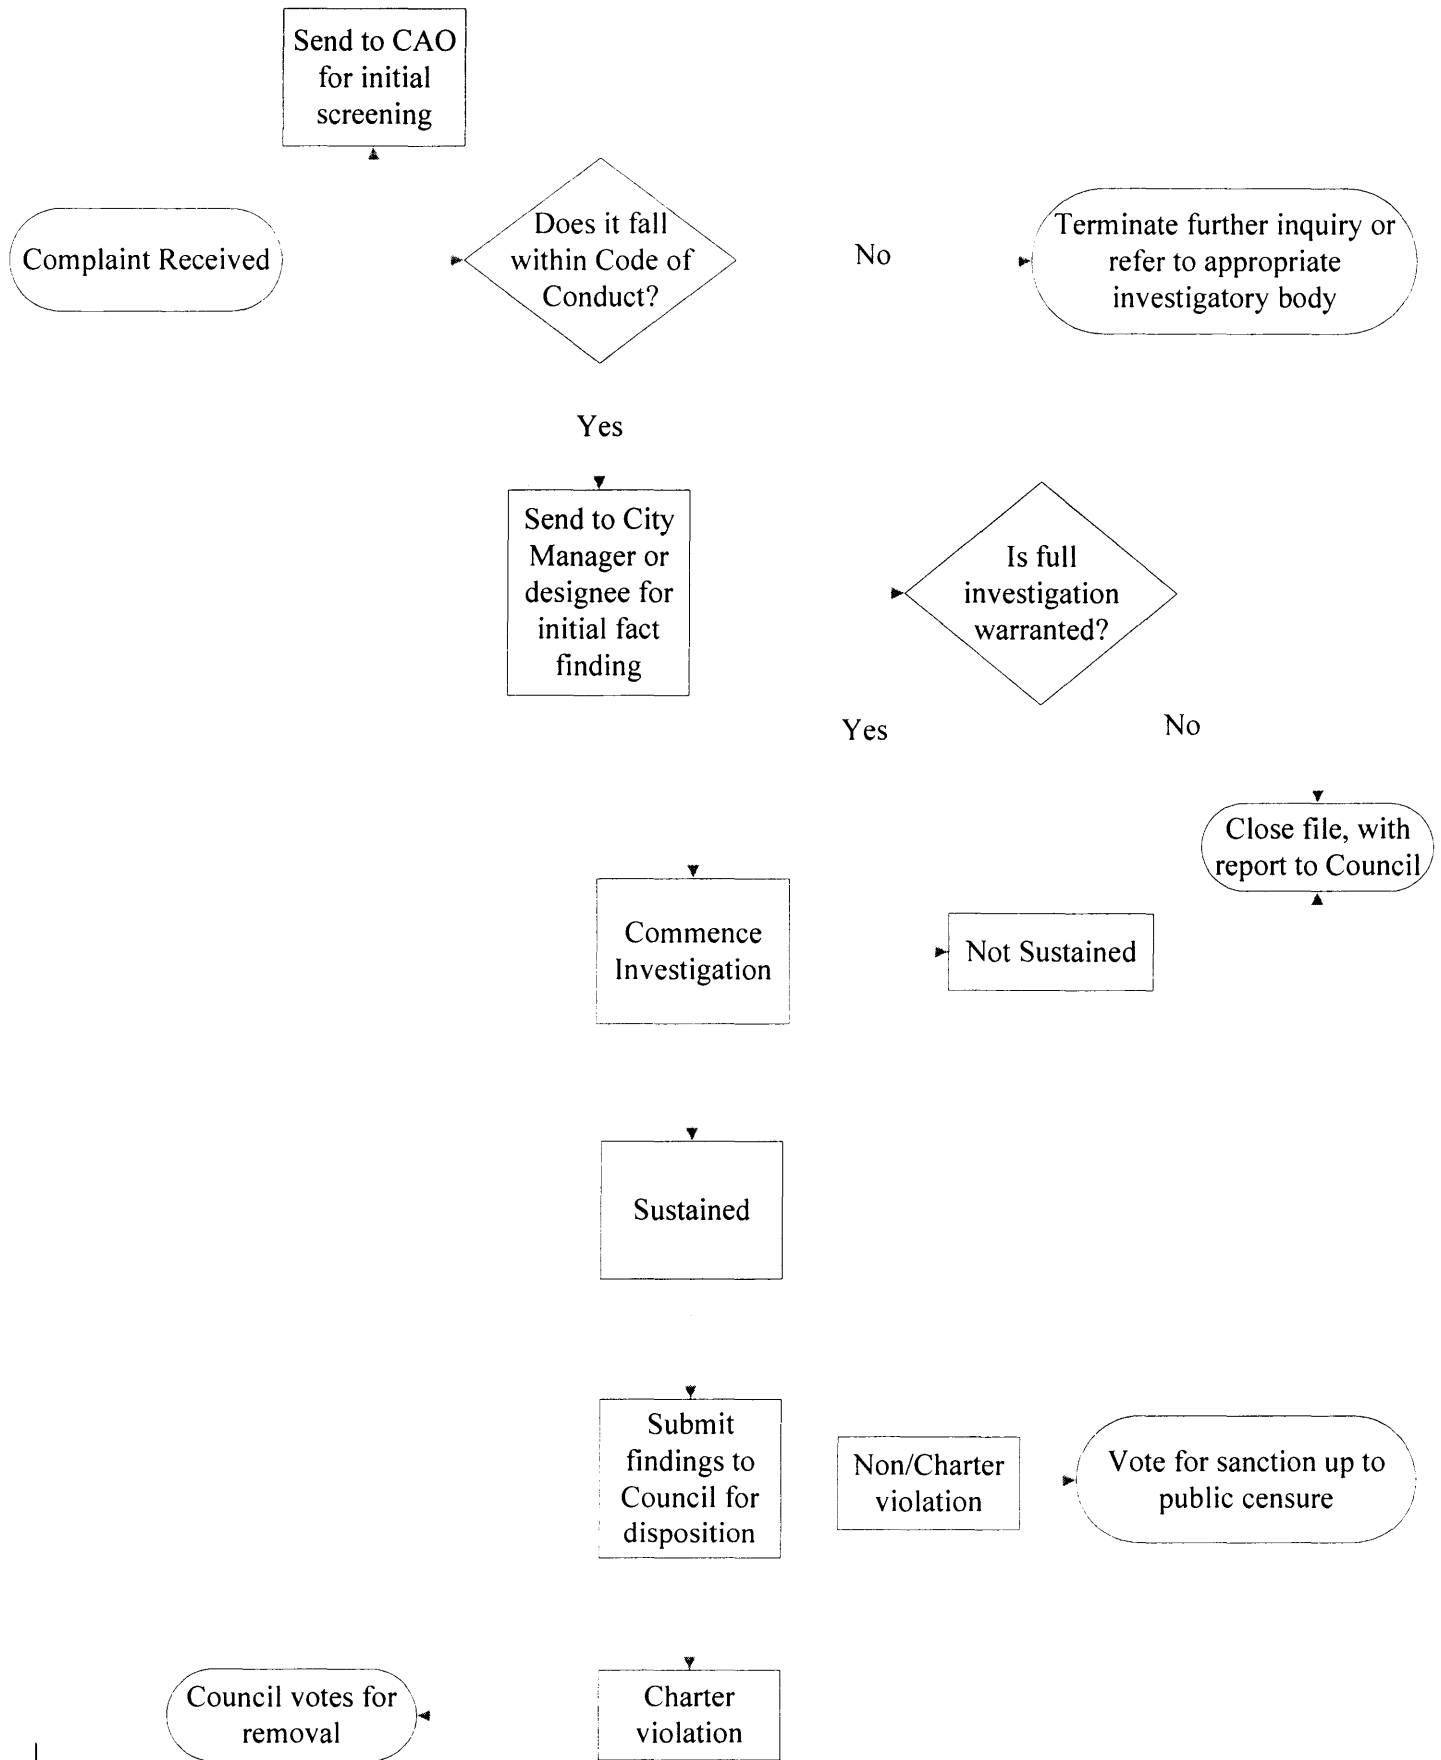 Send to CAO
for initial
screening
Complaint Received
Does it fall
within Code of
Conduct?
No
Terminate further inquiry or
refer to appropriate
investigatory body
Yes
Send to City
Manager or
designee for
initial fact
finding
Is full
investigation
warranted?
Yes
No
Close file, with
report to Council
Commence
Investigation
Not Sustained
Sustained
Submit
findings to
Council for
disposition
Non/Charter
violation
Vote for sanction up to
public censure
Council votes for
removal
Charter
violation